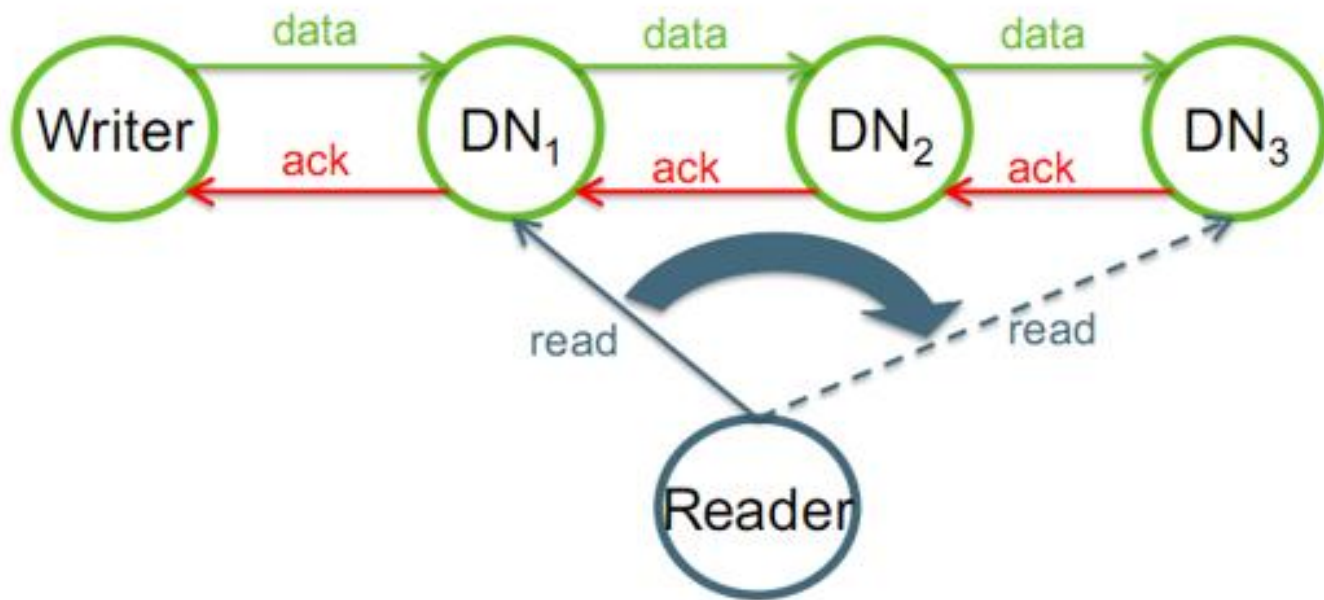 data data data
Writer DN₁ DN₂ DN₃
ack ack ack
read read
Reader